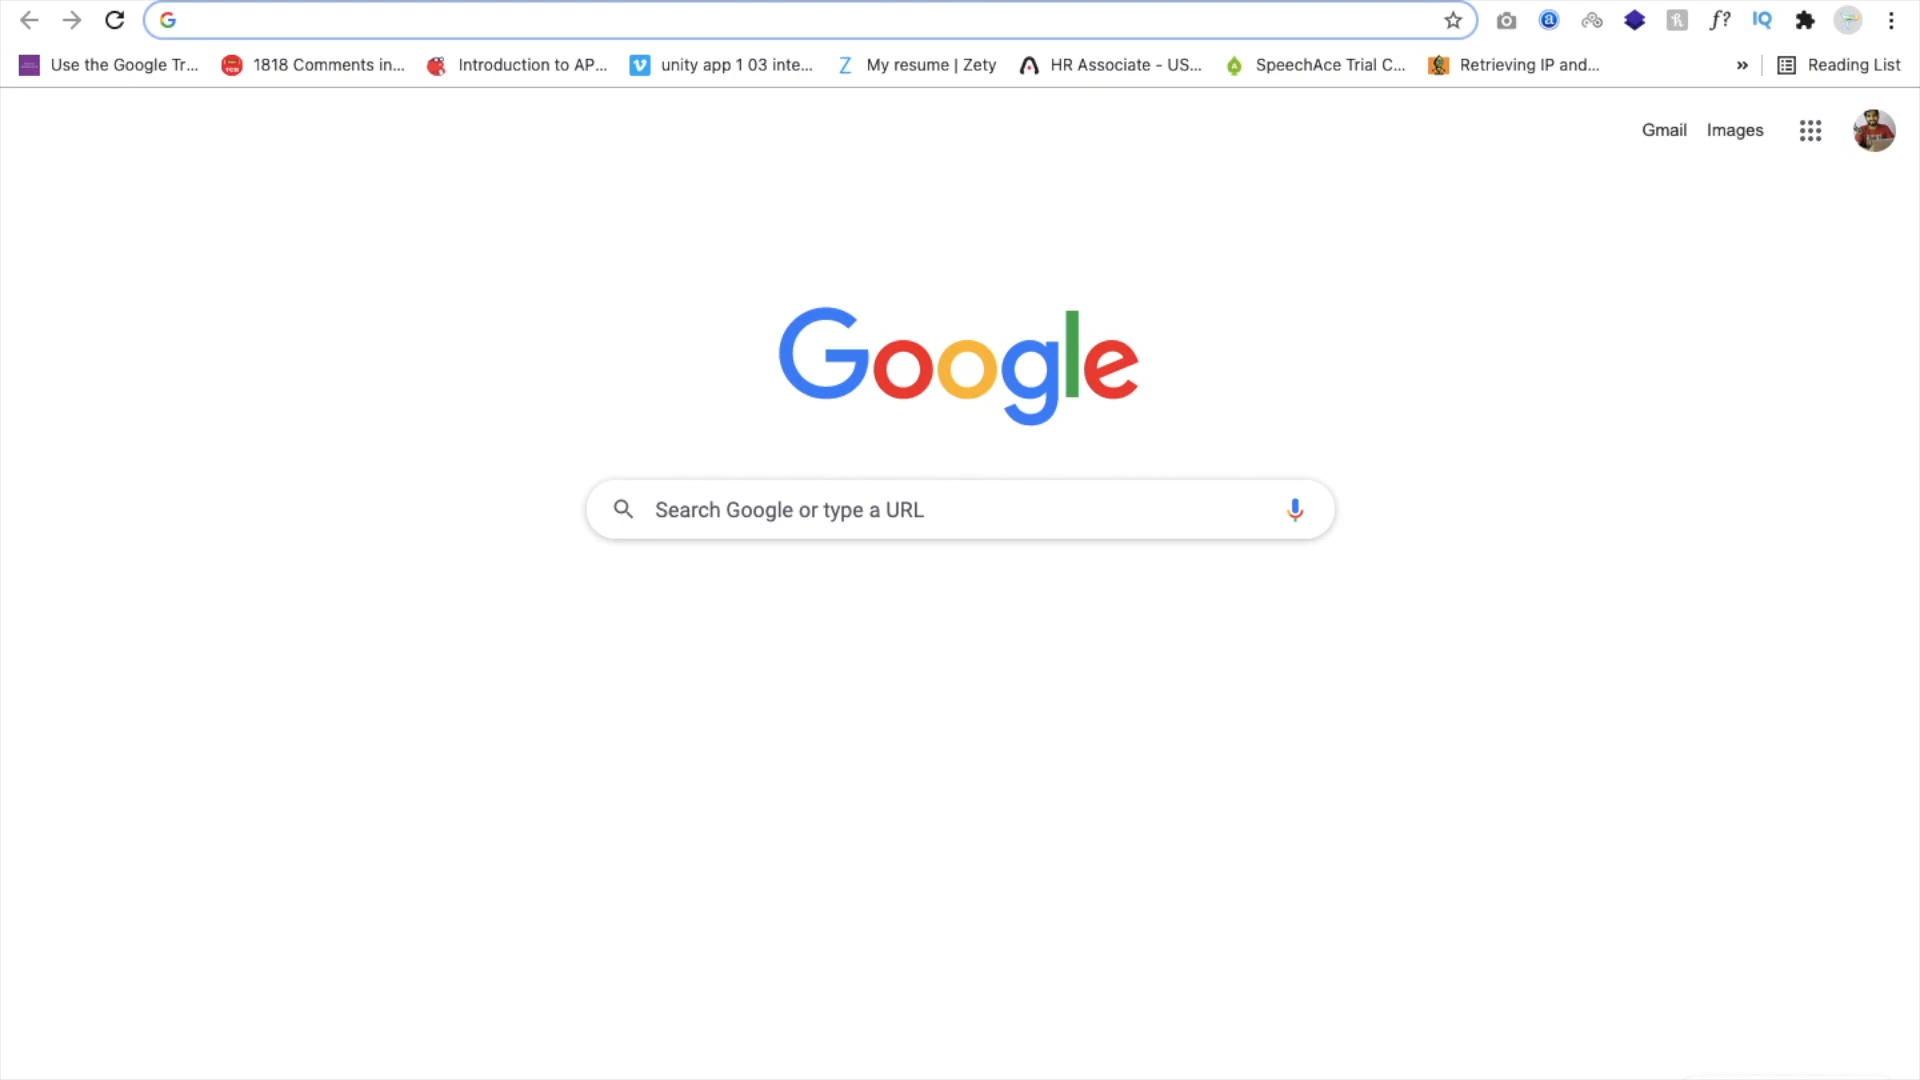 Use the Google Tr... 1818 Comments in... Introduction to AP... unity app 1 03 inte... My resume | Zety HR Associate - US... SpeechAce Trial C... Retrieving IP and... » Reading List
Gmail Images
Google
Search Google or type a URL